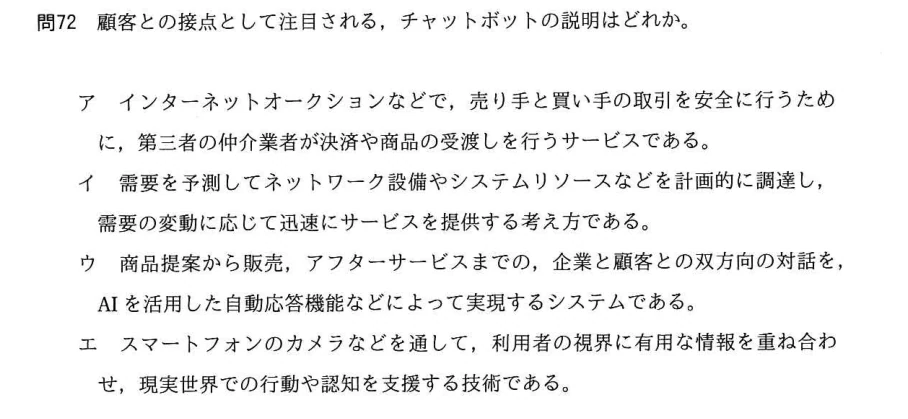 問72 顧客との接点として注目される，チャットボットの説明はどれか。
ア インターネットオークションなどで，売り手と買い手の取引を安全に行うため
に，第三者の仲介業者が決済や商品の受渡しを行うサービスである。
イ 需要を予測してネットワーク設備やシステムリソースなどを計画的に調達し，
需要の変動に応じて迅速にサービスを提供する考え方である。
ウ 商品提案から販売，アフターサービスまでの，企業と顧客との双方向の対話を，
AIを活用した自動応答機能などによって実現するシステムである。
エ スマートフォンのカメラなどを通して，利用者の視界に有用な情報を重ね合わ
せ，現実世界での行動や認知を支援する技術である。